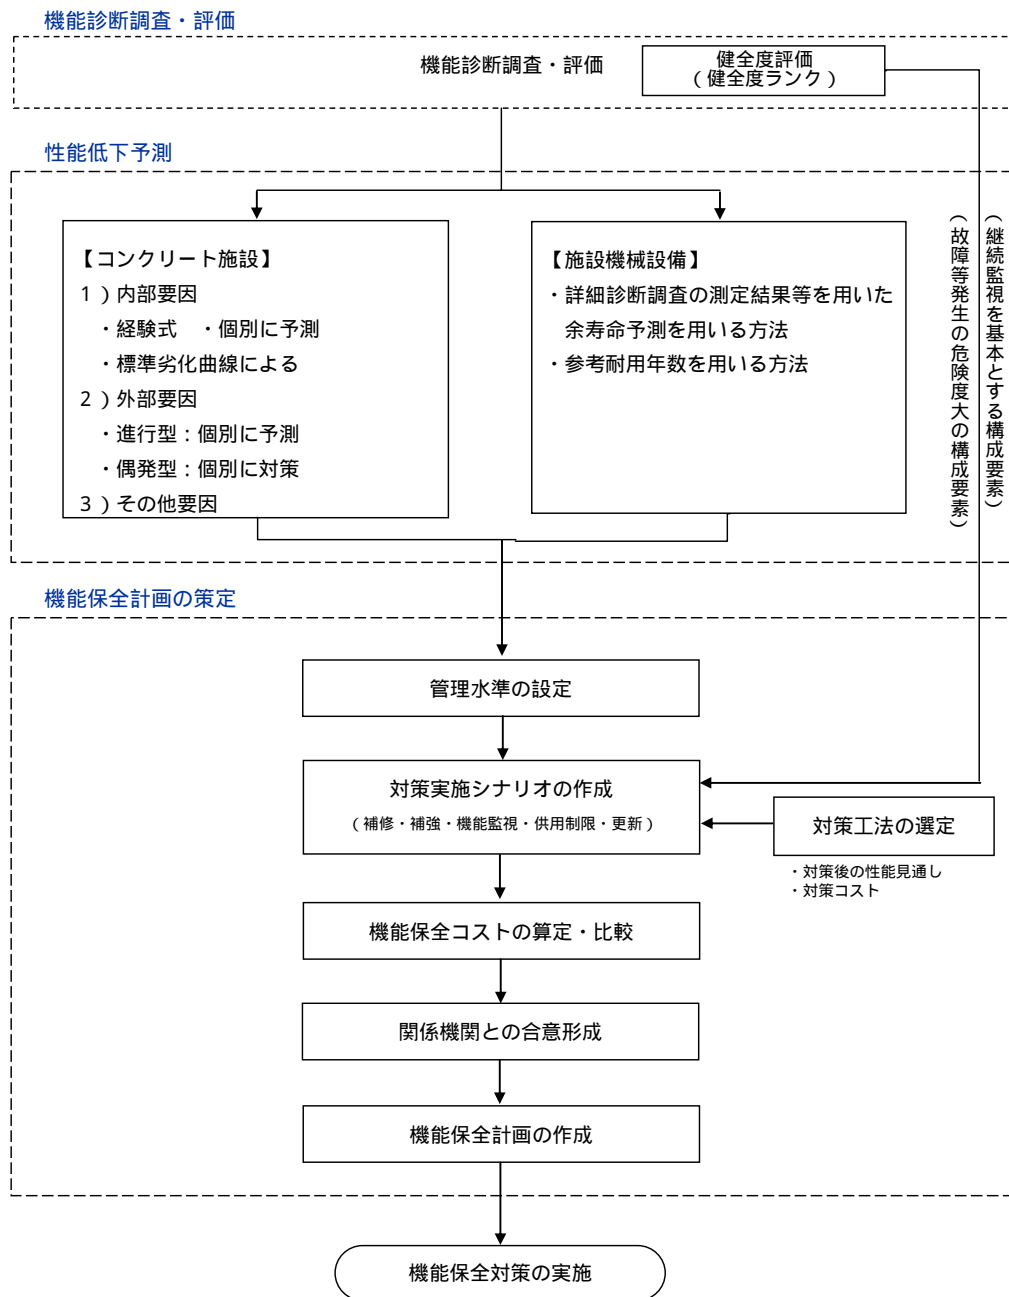 機能診断調査・評価
機能診断調査・評価
健全度評価
（健全度ランク）
性能低下予測
【コンクリート施設】
1）内部要因
・経験式　・個別に予測
・標準劣化曲線による
2）外部要因
・進行型：個別に予測
・偶発型：個別に対策
3）その他要因
【施設機械設備】
・詳細診断調査の測定結果等を用いた
余寿命予測を用いる方法
・参考耐用年数を用いる方法
（継続監視を基本とする構成要素）
（故障等発生の危険度大の構成要素）
機能保全計画の策定
管理水準の設定
対策実施シナリオの作成
（補修・補強・機能監視・供用制限・更新）
対策工法の選定
・対策後の性能見通し
・対策コスト
機能保全コストの算定・比較
関係機関との合意形成
機能保全計画の作成
機能保全対策の実施